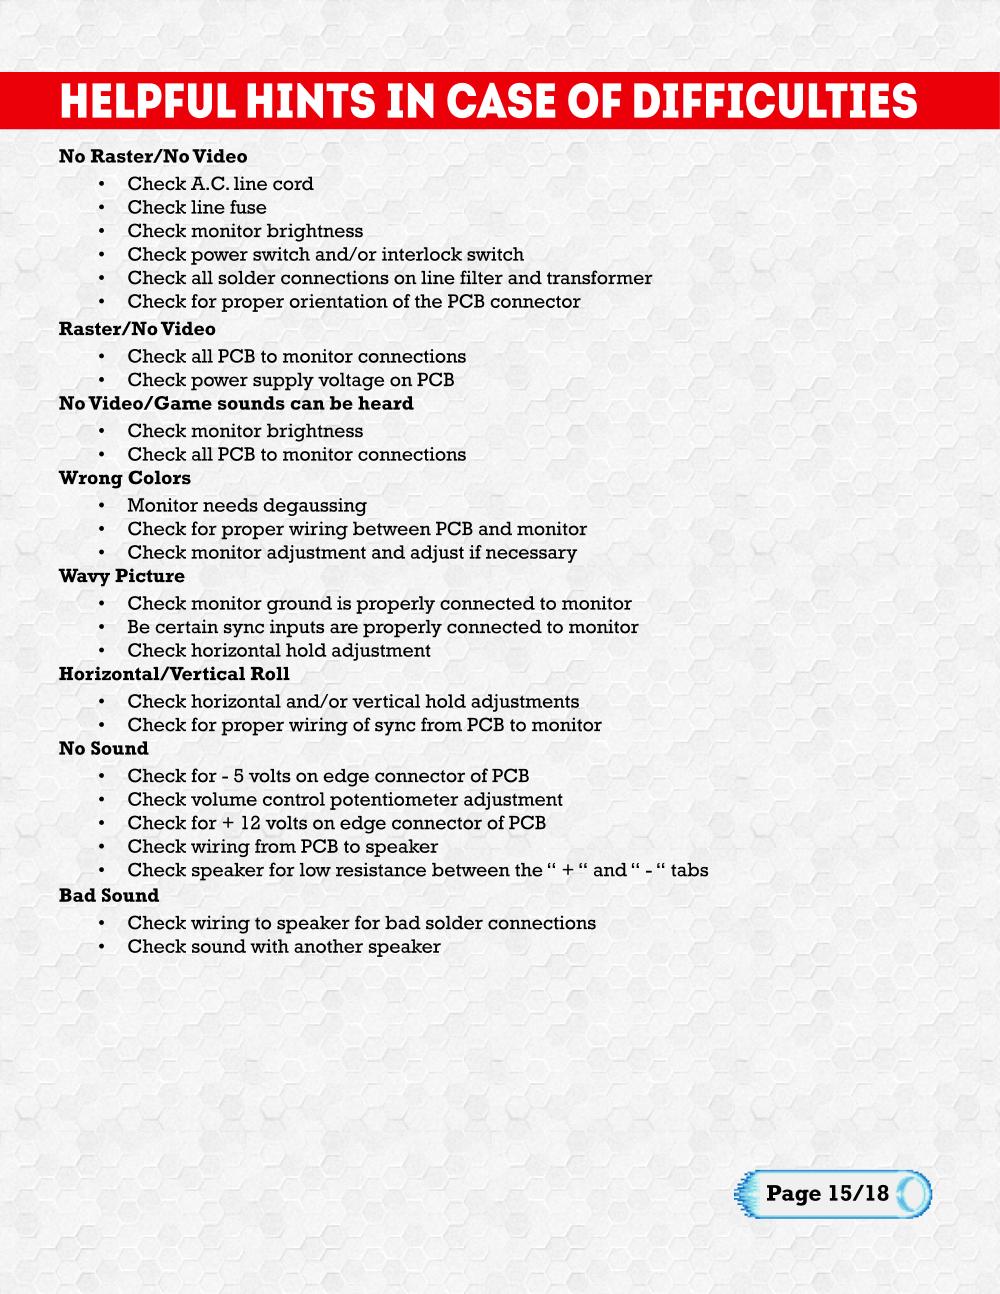 HELPFUL HINTS IN CASE OF DIFFICULTIES
No Raster/No Video
• Check A.C. line cord
• Check line fuse
• Check monitor brightness
• Check power switch and/or interlock switch
• Check all solder connections on line filter and transformer
• Check for proper orientation of the PCB connector
Raster/No Video
• Check all PCB to monitor connections
• Check power supply voltage on PCB
No Video/Game sounds can be heard
• Check monitor brightness
• Check all PCB to monitor connections
Wrong Colors
• Monitor needs degaussing
• Check for proper wiring between PCB and monitor
• Check monitor adjustment and adjust if necessary
Wavy Picture
• Check monitor ground is properly connected to monitor
• Be certain sync inputs are properly connected to monitor
• Check horizontal hold adjustment
Horizontal/Vertical Roll
• Check horizontal and/or vertical hold adjustments
• Check for proper wiring of sync from PCB to monitor
No Sound
• Check for - 5 volts on edge connector of PCB
• Check volume control potentiometer adjustment
• Check for + 12 volts on edge connector of PCB
• Check wiring from PCB to speaker
• Check speaker for low resistance between the “ + “ and “ - “ tabs
Bad Sound
• Check wiring to speaker for bad solder connections
• Check sound with another speaker
Page 15/18